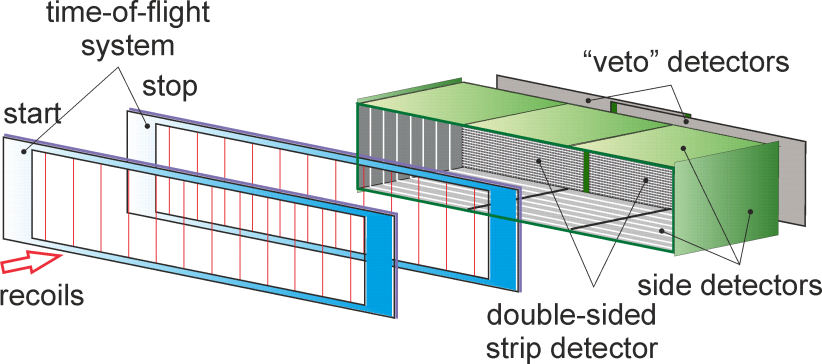 time-of-flight
system
stop
start
"veto" detectors
recoils
side detectors
double-sided
strip detector